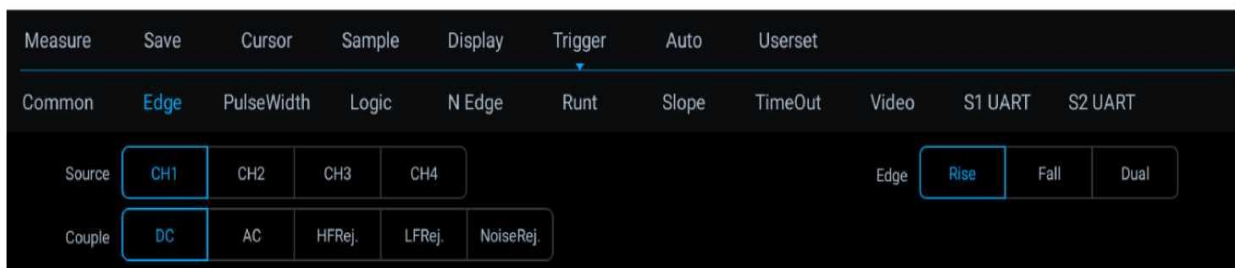 Measure Save Cursor Sample Display Trigger Auto Userset
Common Edge PulseWidth Logic N Edge Runt Slope TimeOut Video S1 UART S2 UART
Source CH1 CH2 CH3 CH4 Edge Rise Fall Dual
Couple DC AC HFRej. LFRej. NoiseRej.